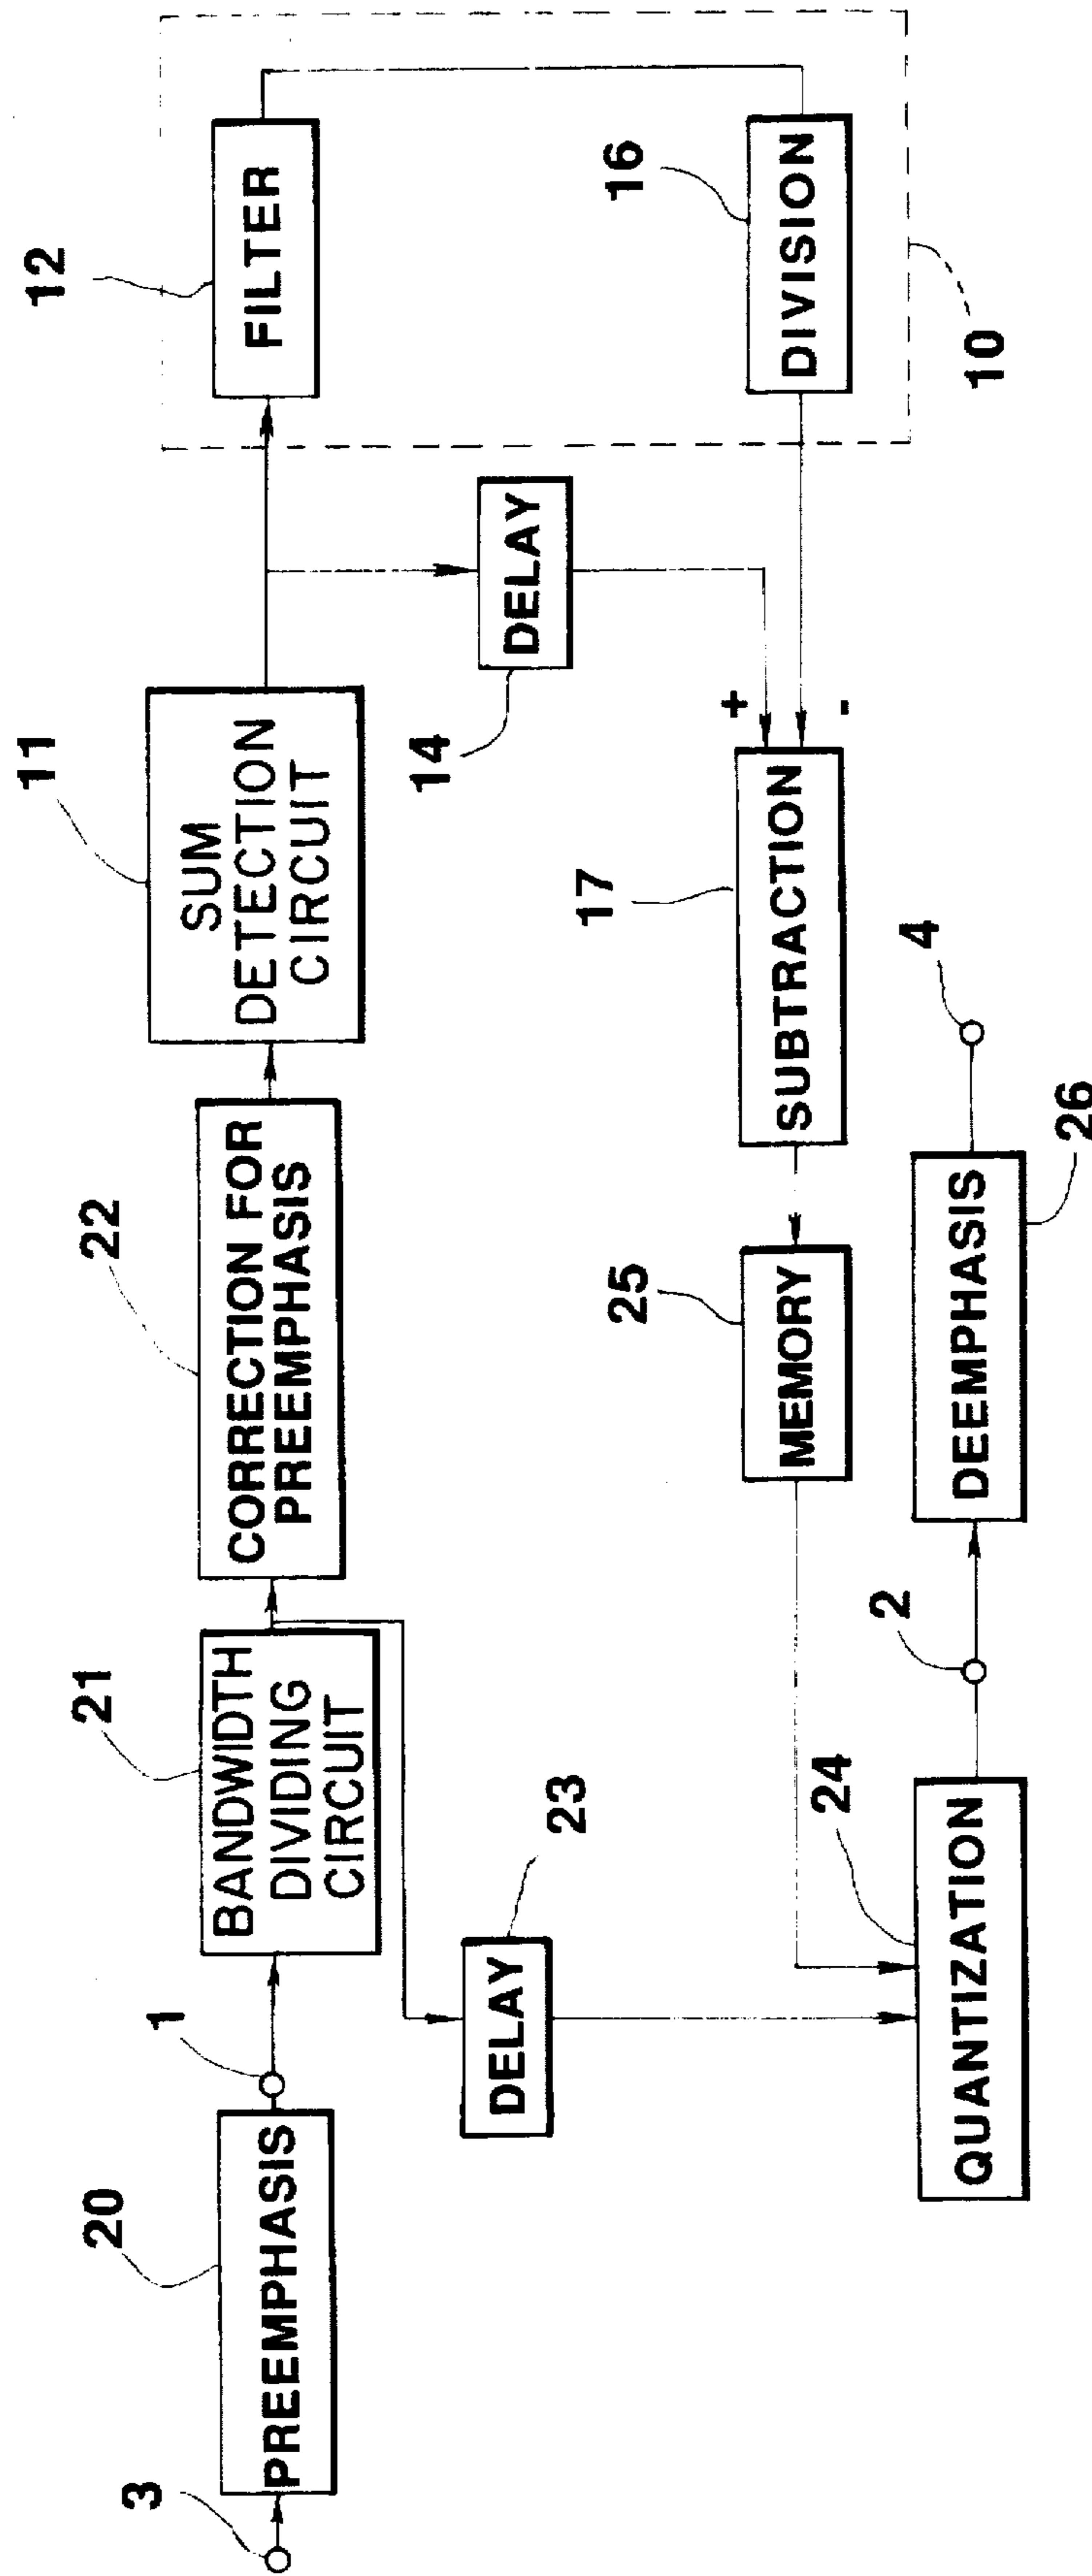 3
20
PREEMPHASIS
1
21
BANDWIDTH
DIVIDING
CIRCUIT
22
CORRECTION FOR
PREEMPHASIS
11
SUM
DETECTION
CIRCUIT
12
FILTER
23
DELAY
14
DELAY
16
DIVISION
10
+
-
17
SUBTRACTION
25
MEMORY
24
QUANTIZATION
2
DEEMPHASIS
26
4